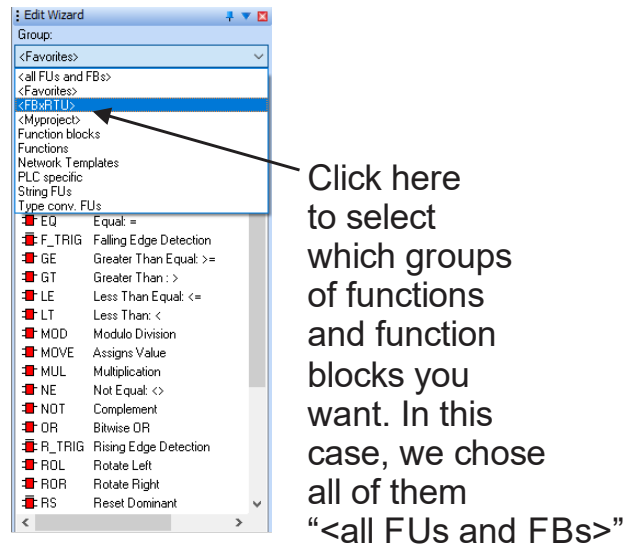 Edit Wizard
Group:
<Favorites>
<all FUs and FBs>
<Favorites>
<FBxRTU>
<Myproject>
Function blocks
Functions
Network Templates
PLC specific
String FUs
Type conv. FUs
EQ Equal: =
F_TRIG Falling Edge Detection
GE Greater Than Equal: >=
GT Greater Than : >
LE Less Than Equal: <=
LT Less Than: <
MOD Modulo Division
MOVE Assigns Value
MUL Multiplication
NE Not Equal: <>
NOT Complement
OR Bitwise OR
R_TRIG Rising Edge Detection
ROL Rotate Left
ROR Rotate Right
RS Reset Dominant
Click here
to select
which groups
of functions
and function
blocks you
want. In this
case, we chose
all of them
“<all FUs and FBs>”